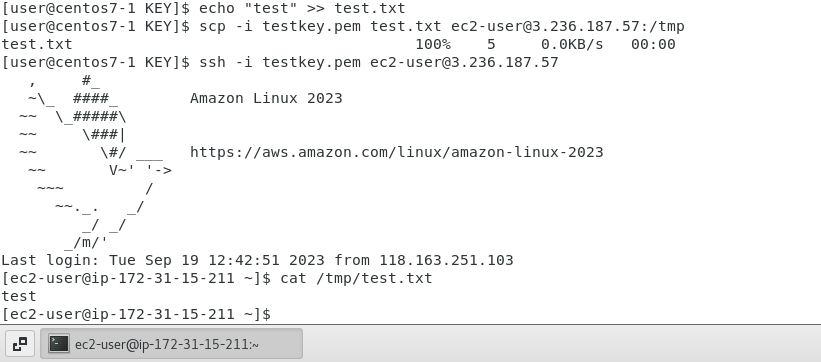 [user@centos7-1 KEY]$ echo "test" >> test.txt
[user@centos7-1 KEY]$ scp -i testkey.pem test.txt ec2-user@3.236.187.57:/tmp
test.txt                                      100%    5     0.0KB/s   00:00
[user@centos7-1 KEY]$ ssh -i testkey.pem ec2-user@3.236.187.57
   ,     #_
   ~\_  ####_        Amazon Linux 2023
  ~~  \_#####\
  ~~     \###|
  ~~       \#/ ___   https://aws.amazon.com/linux/amazon-linux-2023
   ~~       V~' '->
    ~~~         /
      ~~._.   _/
         _/ _/
       _/m/'
Last login: Tue Sep 19 12:42:51 2023 from 118.163.251.103
[ec2-user@ip-172-31-15-211 ~]$ cat /tmp/test.txt
test
[ec2-user@ip-172-31-15-211 ~]$
ec2-user@ip-172-31-15-211:~